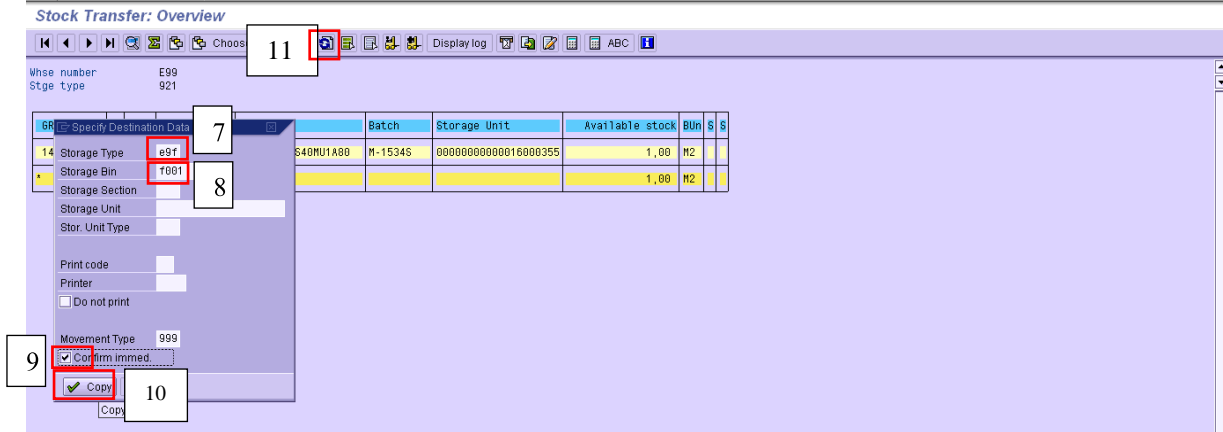 Stock Transfer: Overview
Choos 11 Display log ABC
Whse number E99
Stge type 921
GR Batch Storage Unit Available stock BUn S S
Specify Destination Data 7
14 S40MU1A80 M-1534S 00000000000016000355 1,00 M2
* 1,00 M2
Storage Type e9f
Storage Bin f001 8
Storage Section
Storage Unit
Stor. Unit Type
Print code
Printer
Do not print
Movement Type 999
9 Confirm immed.
Copy 10
Copy